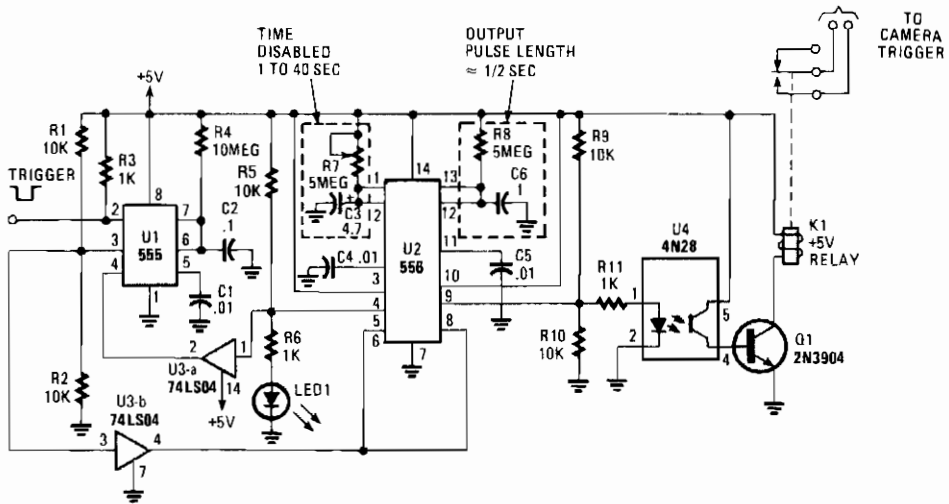 TIME
DISABLED
1 TO 40 SEC
OUTPUT
PULSE LENGTH
≈ 1/2 SEC
TO
CAMERA
TRIGGER
+5V
R1
10K
R3
1K
R4
10MEG
R5
10K
R7
5MEG
C3
4.7
+
1
2
14
13
12
R8
5MEG
C6
1
R9
10K
TRIGGER
2
3
4
8
7
6
5
1
U1
555
C2
.1
C1
.01
C4 .01
3
4
5
6
U2
556
11
10
9
8
7
C5
.01
R11
1K
R10
10K
U4
4N28
1
2
5
4
K1
+5V
RELAY
Q1
2N3904
R2
10K
2
1
U3-a
74LS04
14
+5V
R6
1K
LED1
U3-b
74LS04
3
4
7